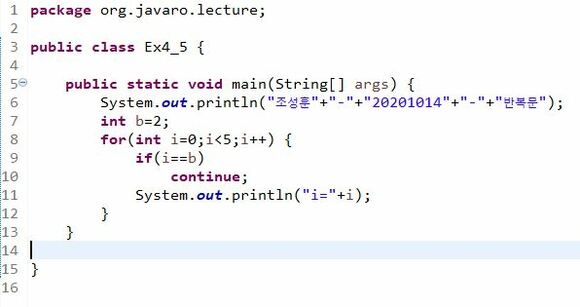 1 package org.javaro.lecture;
2
3 public class Ex4_5 {
4
5 public static void main(String[] args) {
6 System.out.println("조성훈"+"-"+"20201014"+"-"+"반복문");
7 int b=2;
8 for(int i=0;i<5;i++) {
9 if(i==b)
10 continue;
11 System.out.println("i="+i);
12 }
13 }
14
15 }
16